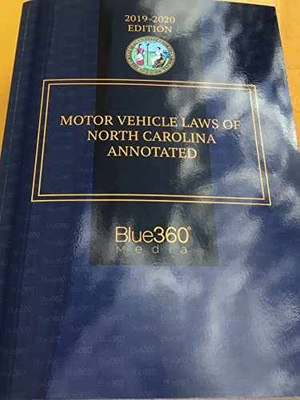 2019-2020
EDITION
MOTOR VEHICLE LAWS OF
NORTH CAROLINA
ANNOTATED
Blue360°
Media